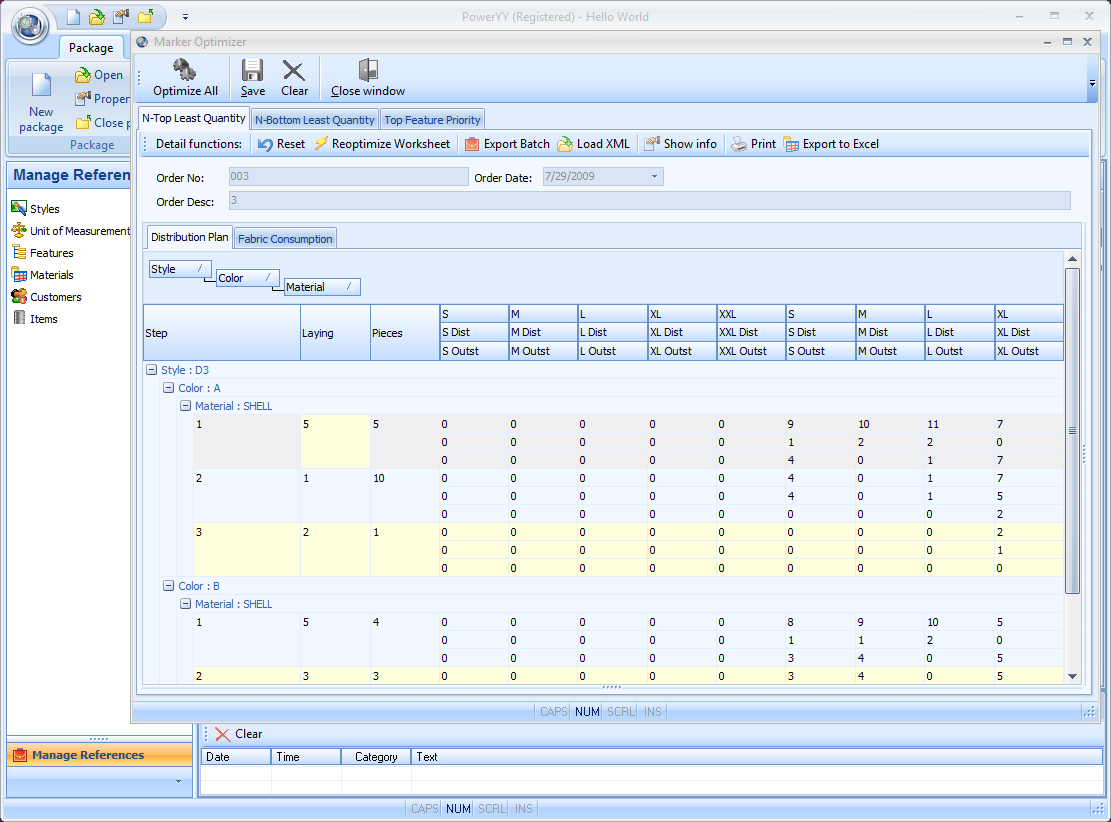 PowerYY (Registered) - Hello World
Package
New package
Open
Proper
Close p
Package
Manage Referen
Styles
Unit of Measurement
Features
Materials
Customers
Items
Manage References
Marker Optimizer
Optimize All Save Clear Close window
N-Top Least Quantity N-Bottom Least Quantity Top Feature Priority
Detail functions: Reset Reoptimize Worksheet Export Batch Load XML Show info Print Export to Excel
Order No: 003 Order Date: 7/29/2009
Order Desc: 3
Distribution Plan Fabric Consumption
Style /
Color /
Material /
Step Laying Pieces
S M L XL XXL S M L XL
S Dist M Dist L Dist XL Dist XXL Dist S Dist M Dist L Dist XL Dist
S Outst M Outst L Outst XL Outst XXL Outst S Outst M Outst L Outst XL Outst
Style : D3
Color : A
Material : SHELL
1 5 5 0 0 0 0 0 9 10 11 7
0 0 0 0 0 1 2 2 0
0 0 0 0 0 4 0 1 7
2 1 10 0 0 0 0 0 4 0 1 7
0 0 0 0 0 4 0 1 5
0 0 0 0 0 0 0 0 2
3 2 1 0 0 0 0 0 0 0 0 2
0 0 0 0 0 0 0 0 1
0 0 0 0 0 0 0 0 0
Color : B
Material : SHELL
1 5 4 0 0 0 0 0 8 9 10 5
0 0 0 0 0 1 1 2 0
0 0 0 0 0 3 4 0 5
2 3 3 0 0 0 0 0 3 4 0 5
CAPS NUM SCRL INS
Clear
Date Time Category Text
CAPS NUM SCRL INS